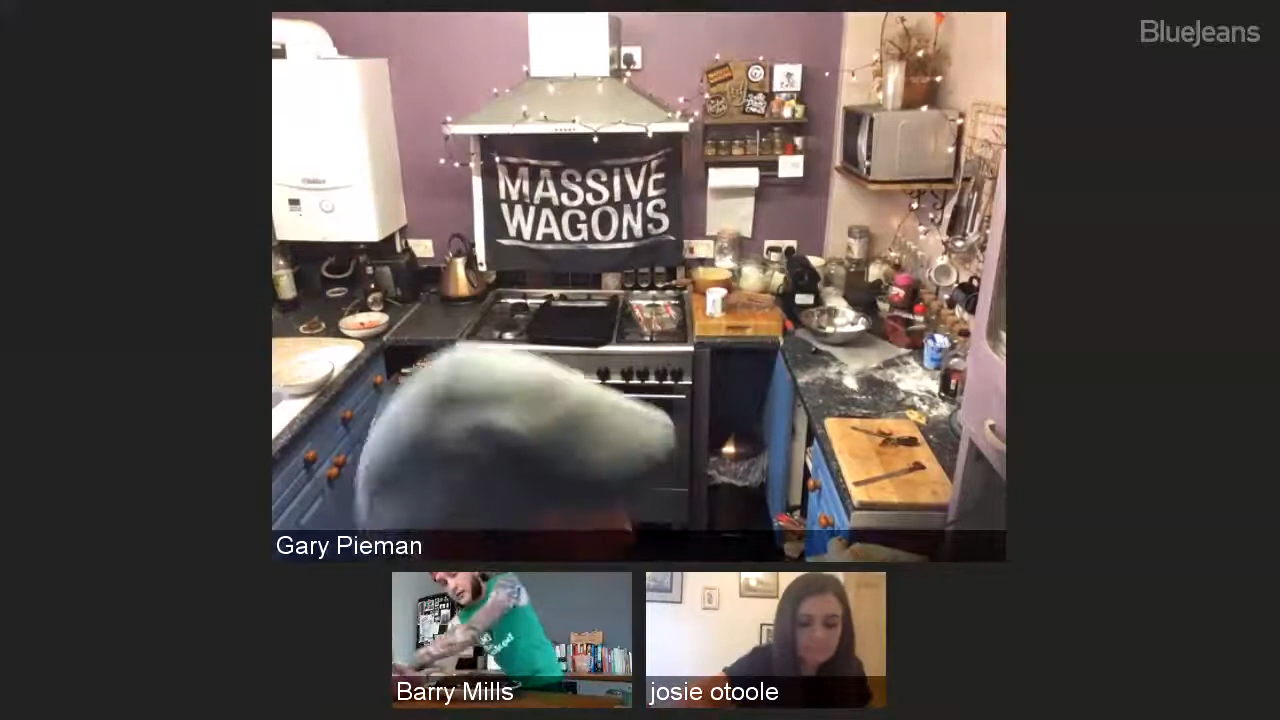 BlueJeans
MASSIVE
WAGONS
Gary Pieman
Barry Mills
josie otoole